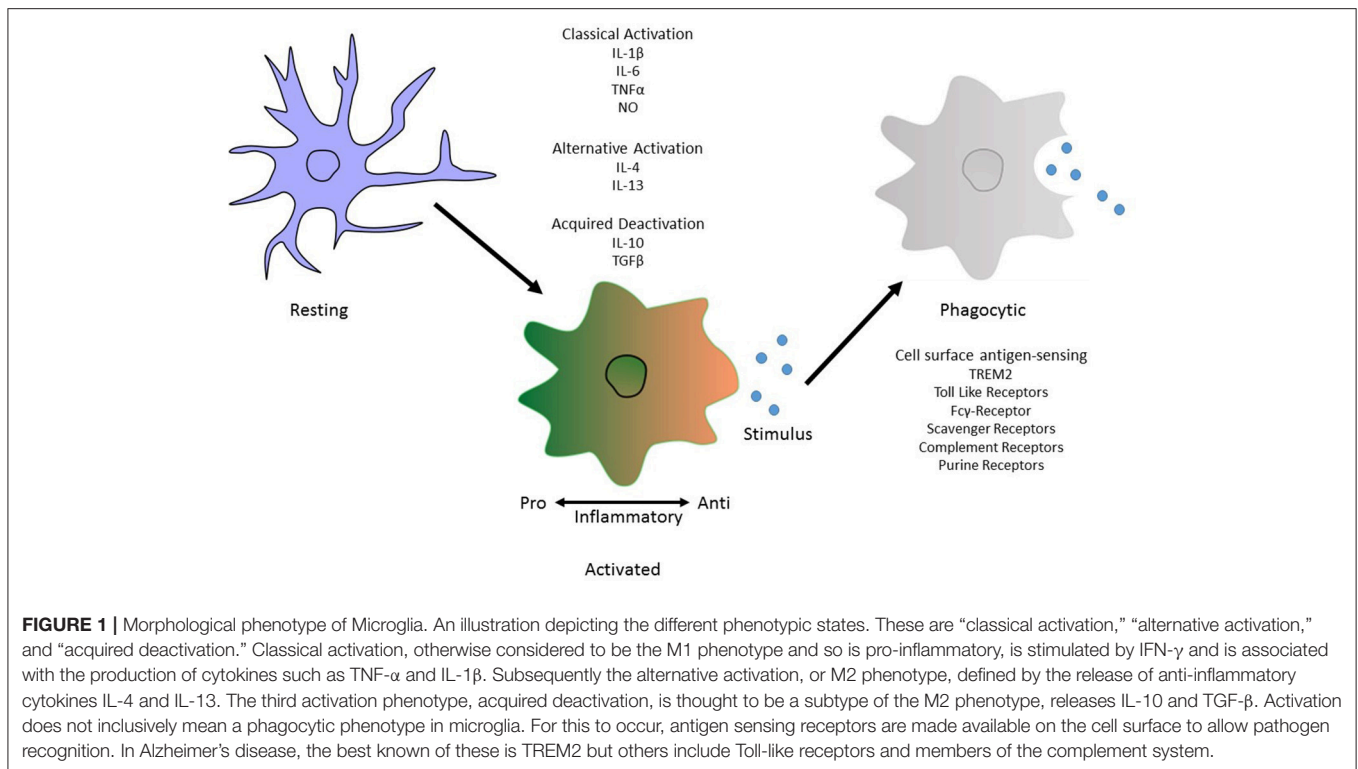 Classical Activation
IL-1β
IL-6
TNFα
NO
Alternative Activation
IL-4
IL-13
Acquired Deactivation
IL-10
TGFβ
Resting
Phagocytic
Cell surface antigen-sensing
TREM2
Toll Like Receptors
Fcγ-Receptor
Scavenger Receptors
Complement Receptors
Purine Receptors
Stimulus
Pro Anti
Inflammatory
Activated
FIGURE 1 | Morphological phenotype of Microglia. An illustration depicting the different phenotypic states. These are “classical activation,” “alternative activation,”
and “acquired deactivation.” Classical activation, otherwise considered to be the M1 phenotype and so is pro-inflammatory, is stimulated by IFN-γ and is associated
with the production of cytokines such as TNF-α and IL-1β. Subsequently the alternative activation, or M2 phenotype, defined by the release of anti-inflammatory
cytokines IL-4 and IL-13. The third activation phenotype, acquired deactivation, is thought to be a subtype of the M2 phenotype, releases IL-10 and TGF-β. Activation
does not inclusively mean a phagocytic phenotype in microglia. For this to occur, antigen sensing receptors are made available on the cell surface to allow pathogen
recognition. In Alzheimer’s disease, the best known of these is TREM2 but others include Toll-like receptors and members of the complement system.